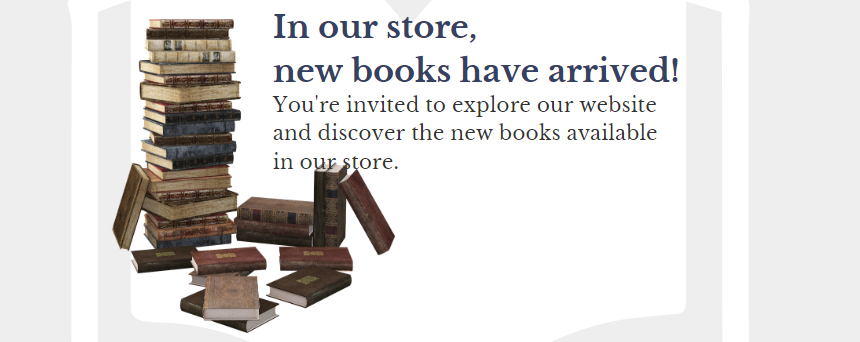 In our store,
new books have arrived!
You're invited to explore our website
and discover the new books available
in our store.